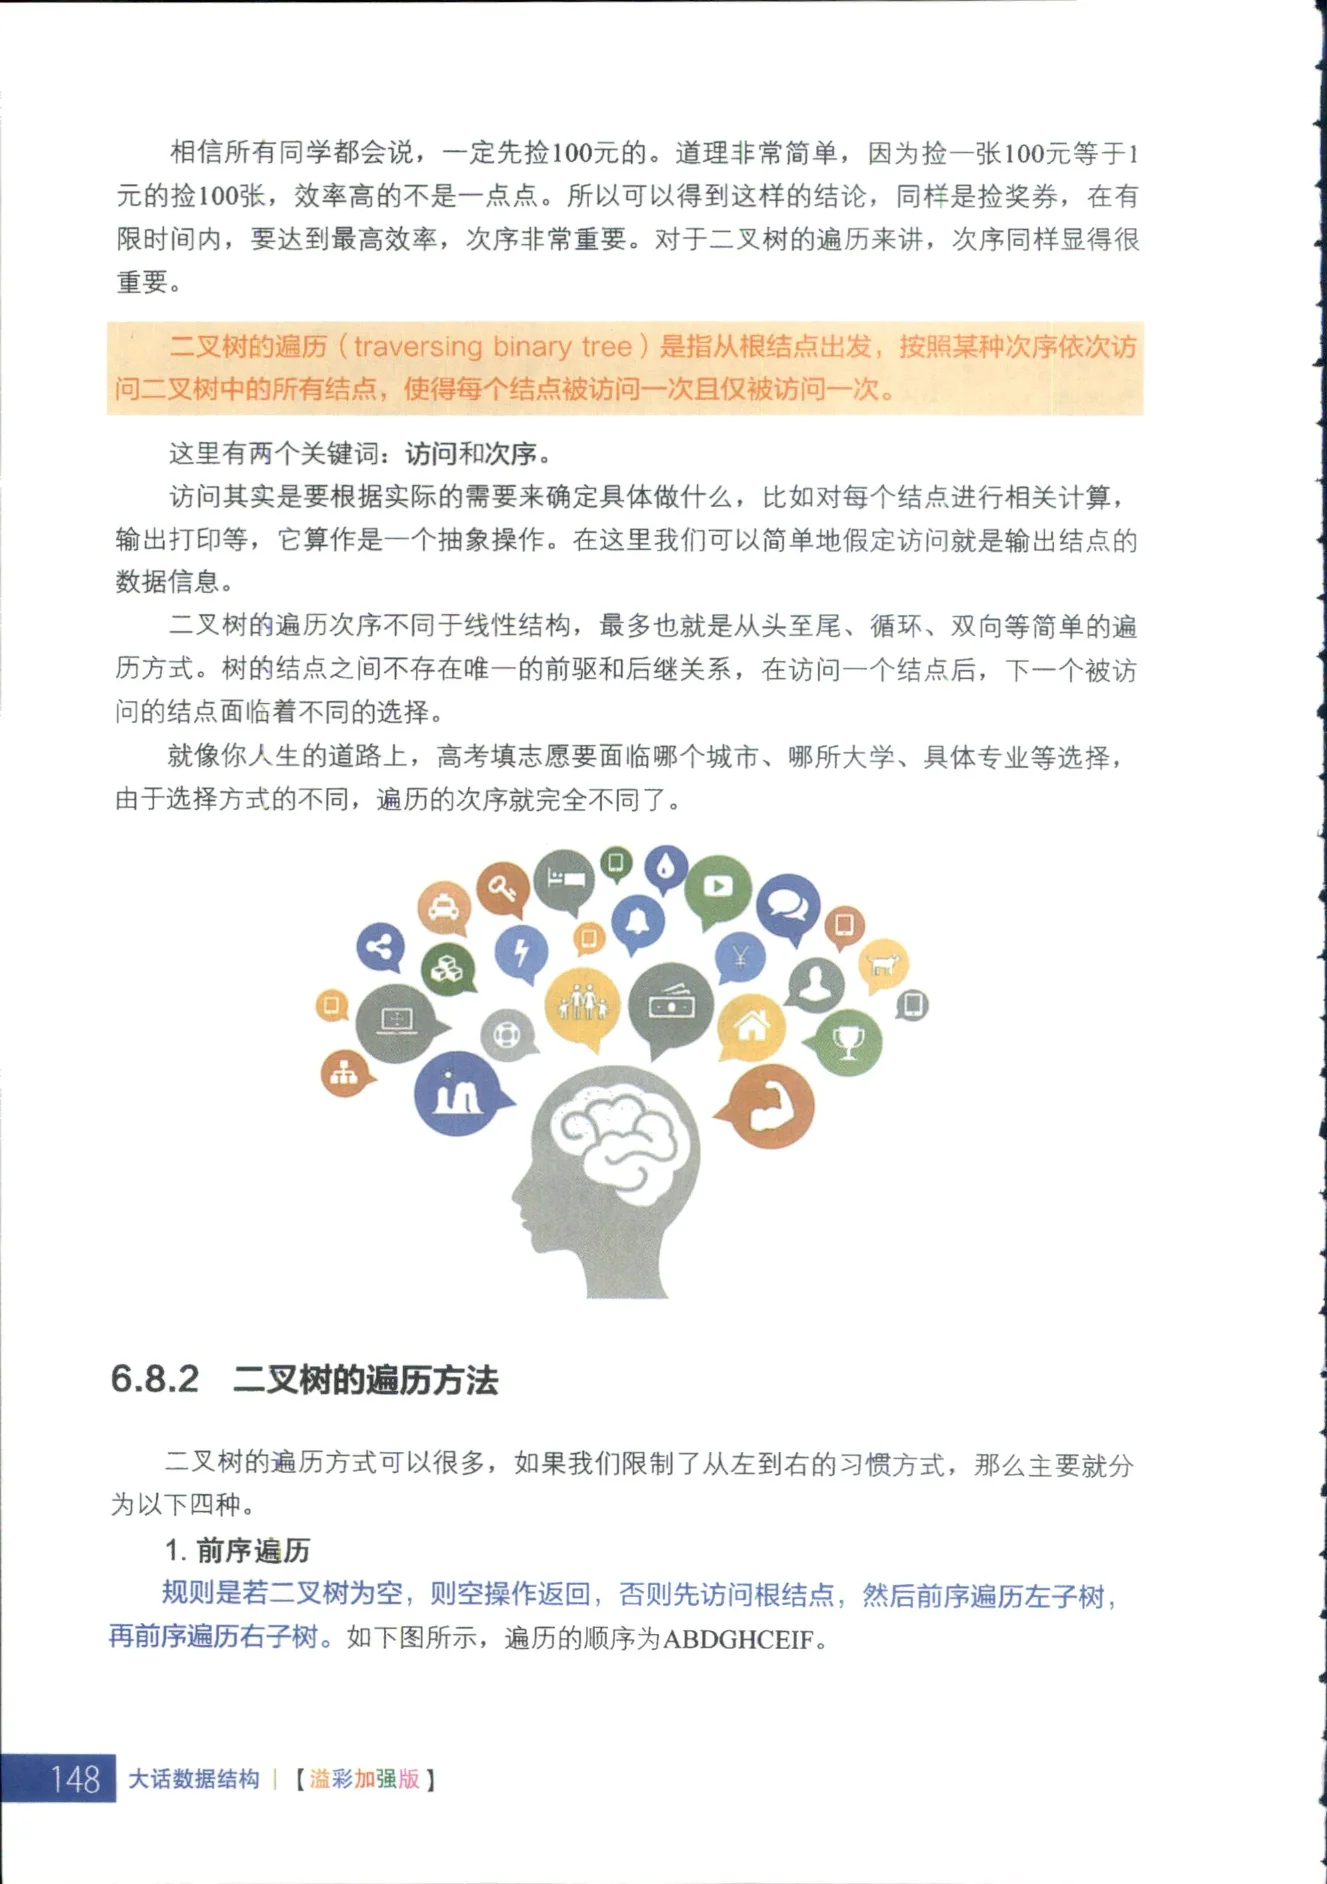 相信所有同学都会说，一定先捡100元的。道理非常简单，因为捡一张100元等于1
元的捡100张，效率高的不是一点点。所以可以得到这样的结论，同样是捡奖券，在有
限时间内，要达到最高效率，次序非常重要。对于二叉树的遍历来讲，次序同样显得很
重要。
二叉树的遍历（traversing binary tree）是指从根结点出发，按照某种次序依次访
问二叉树中的所有结点，使得每个结点被访问一次且仅被访问一次。
这里有两个关键词：访问和次序。
访问其实是要根据实际的需要来确定具体做什么，比如对每个结点进行相关计算，
输出打印等，它算作是一个抽象操作。在这里我们可以简单地假定访问就是输出结点的
数据信息。
二叉树的遍历次序不同于线性结构，最多也就是从头至尾、循环、双向等简单的遍
历方式。树的结点之间不存在唯一的前驱和后继关系，在访问一个结点后，下一个被访
问的结点面临着不同的选择。
就像你人生的道路上，高考填志愿要面临哪个城市、哪所大学、具体专业等选择，
由于选择方式的不同，遍历的次序就完全不同了。
¥
6.8.2 二叉树的遍历方法
二叉树的遍历方式可以很多，如果我们限制了从左到右的习惯方式，那么主要就分
为以下四种。
1. 前序遍历
规则是若二叉树为空，则空操作返回，否则先访问根结点，然后前序遍历左子树，
再前序遍历右子树。如下图所示，遍历的顺序为ABDGHCEIF。
148 大话数据结构 | 【溢彩加强版】